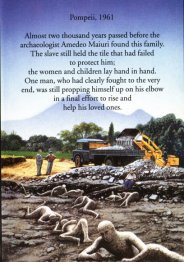 Pompeii, 1961
Almost two thousand years passed before the
archaeologist Amedeo Maiuri found this family.
The slave still held the tile that had failed
to protect him;
the women and children lay hand in hand.
One man, who had clearly fought to the very
end, was still propping himself up on his elbow
in a final effort to rise and
help his loved ones.